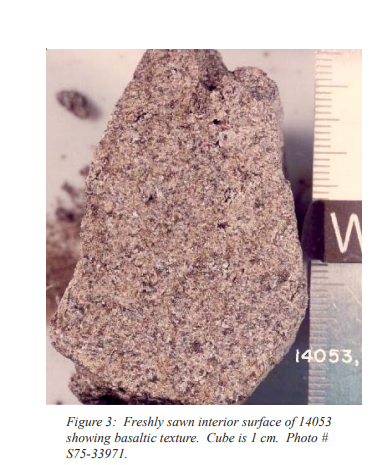 W
14053,
Figure 3: Freshly sawn interior surface of 14053
showing basaltic texture. Cube is 1 cm. Photo #
S75-33971.